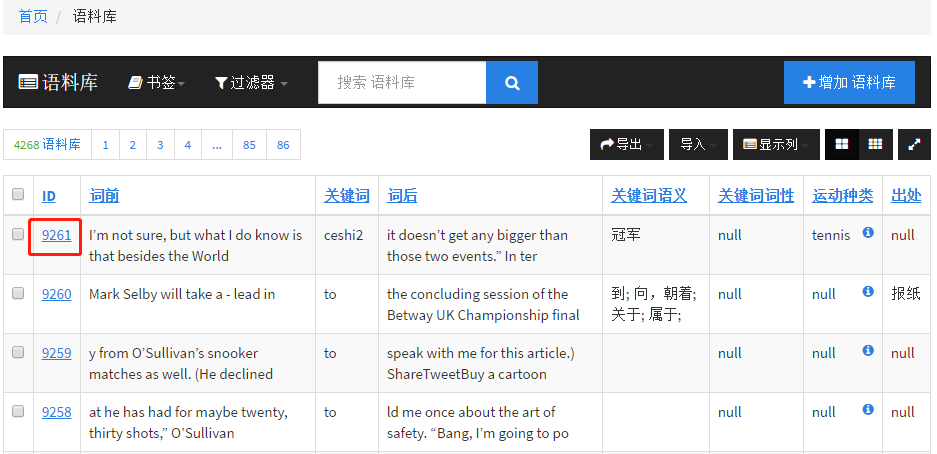 首页 / 语料库
语料库 书签 过滤器 搜索 语料库 增加 语料库
4268 语料库 1 2 3 4 ... 85 86 导出 导入 显示列
ID 词前 关键词 词后 关键词语义 关键词词性 运动种类 出处
9261 I’m not sure, but what I do know is ceshi2 it doesn’t get any bigger than 冠军 null tennis null
that besides the World those two events.” In ter
9260 Mark Selby will take a - lead in to the concluding session of the 到; 向，朝着; null null 报纸
Betway UK Championship final 关于; 属于;
9259 y from O’Sullivan’s snooker to speak with me for this article.) null null null
matches as well. (He declined ShareTweetBuy a cartoon
9258 at he has had for maybe twenty, to ld me once about the art of null null null
thirty shots,” O’Sullivan safety. “Bang, I’m going to po